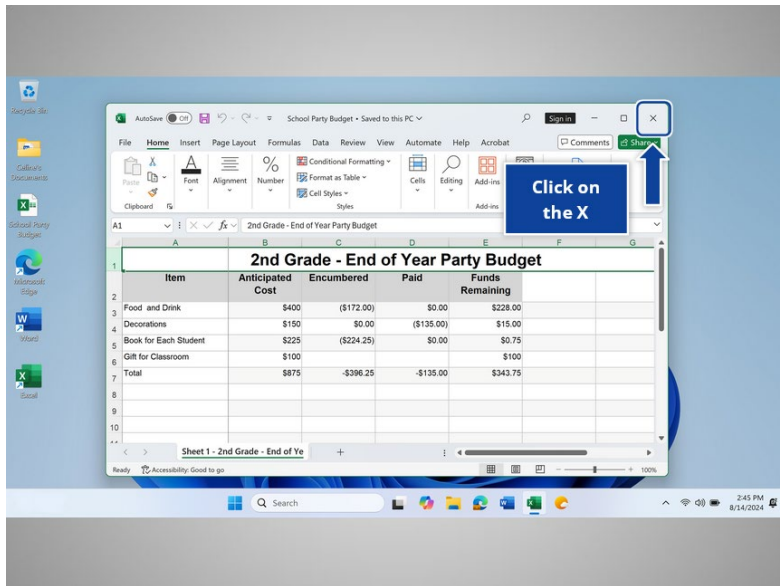 Recycle Bin
AutoSave Off School Party Budget • Saved to this PC Sign in
File Home Insert Page Layout Formulas Data Review View Automate Help Acrobat Comments Share
Paste
Clipboard
Font
Alignment
%
Number
Conditional Formatting
Format as Table
Cell Styles
Styles
Cells
Editing
Add-ins
Add-ins
Click on
the X
Documents
School Party
Budget
Microsoft
Edge
Word
Excel
A1 fx 2nd Grade - End of Year Party Budget
A B C D E F G
1 2nd Grade - End of Year Party Budget
2 Item Anticipated Cost Encumbered Paid Funds Remaining
3 Food and Drink $400 ($172.00) $0.00 $228.00
4 Decorations $150 $0.00 ($135.00) $15.00
5 Book for Each Student $225 ($224.25) $0.00 $0.75
6 Gift for Classroom $100 $100
7 Total $875 -$396.25 -$135.00 $343.75
8
9
10
Sheet 1 - 2nd Grade - End of Ye
Ready Accessibility: Good to go 100%
Search
2:45 PM
8/14/2024